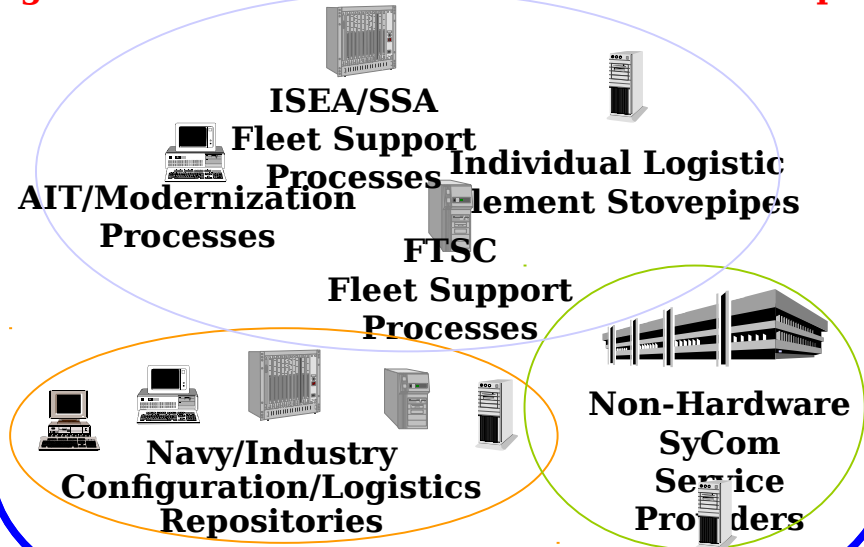 ISEA/SSA
Fleet Support
Processes
Individual Logistic
lement Stovepipes
AIT/Modernization
Processes
FTSC
Fleet Support
Processes
Non-Hardware
SyCom
Service
Providers
Navy/Industry
Configuration/Logistics
Repositories